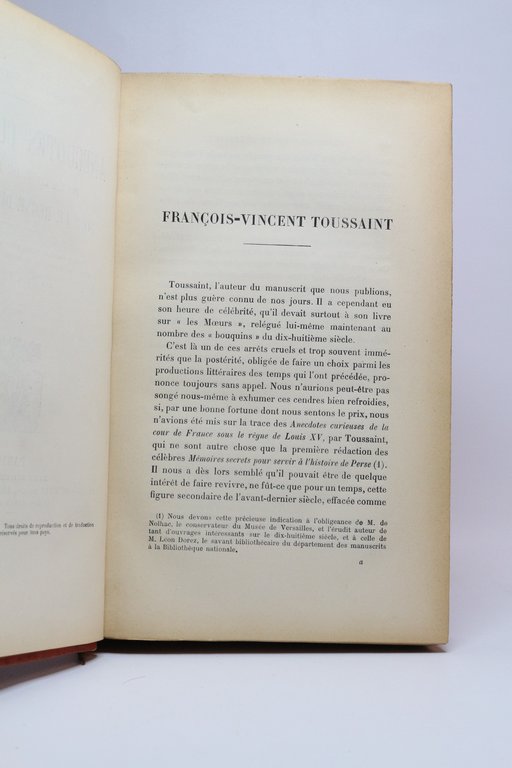 Tous droits de reproduction et de traduction
réservés pour tous pays.
FRANÇOIS-VINCENT TOUSSAINT
Toussaint, l'auteur du manuscrit que nous publions,
n'est plus guère connu de nos jours. Il a cependant eu
son heure de célébrité, qu'il devait surtout à son livre
sur « les Mœurs », relégué lui-même maintenant au
nombre des « bouquins » du dix-huitième siècle.
C'est là un de ces arrêts cruels et trop souvent immé-
rités que la postérité, obligée de faire un choix parmi les
productions littéraires des temps qui l'ont précédée, pro-
nonce toujours sans appel. Nous n'aurions peut-être pas
songé nous-même à exhumer ces cendres bien refroidies,
si, par une bonne fortune dont nous sentons le prix, nous
n'avions été mis sur la trace des Anecdotes curieuses de la
cour de France sous le règne de Louis XV, par Toussaint,
qui ne sont autre chose que la première rédaction des
célèbres Mémoires secrets pour servir à l'histoire de Perse (1).
Il nous a dès lors semblé qu'il pouvait être de quelque
intérêt de faire revivre, ne fût-ce que pour un temps, cette
figure secondaire de l'avant-dernier siècle, effacée comme
(1) Nous devons cette précieuse indication à l'obligeance de M. de
Nolhac, le conservateur du Musée de Versailles, et l'érudit auteur de
tant d'ouvrages intéressants sur le dix-huitième siècle, et à celle de
M. Léon Dorez, le savant bibliothécaire du département des manuscrits
à la Bibliothèque nationale.
a